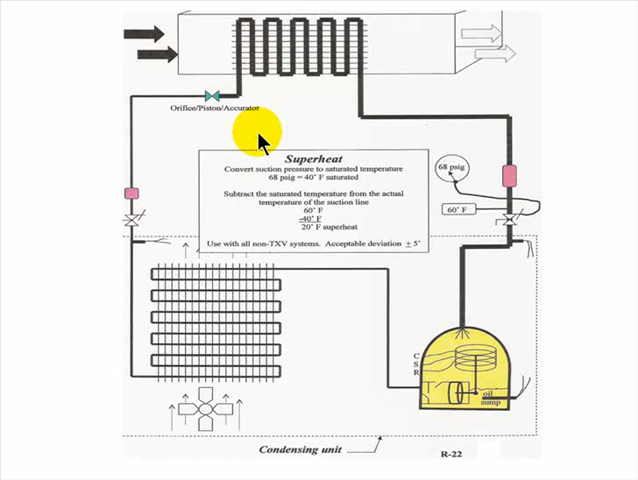 Orifice/Piston/Accurator
Superheat
Convert suction pressure to saturated temperature
68 psig = 40° F saturated
Subtract the saturated temperature from the actual
temperature of the suction line
60° F
-40° F
20° F superheat
Use with all non-TXV systems. Acceptable deviation ± 5°
68 psig
60° F
C
S
R
oil
sump
Condensing unit
R-22